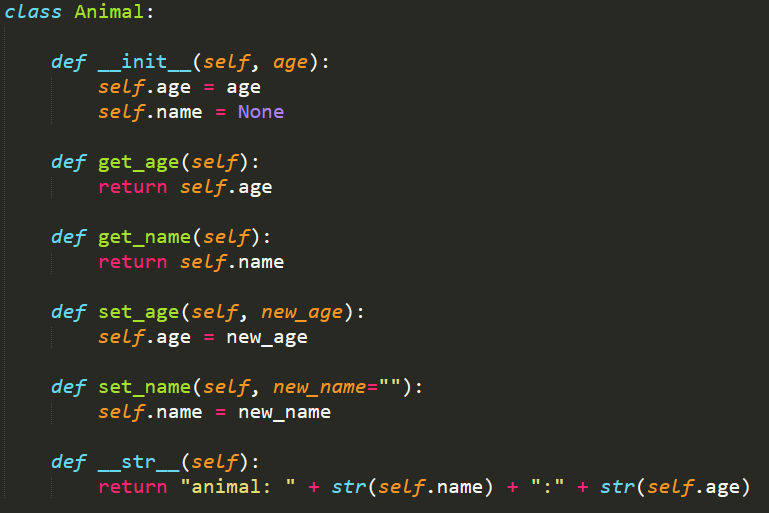 class Animal:
    def __init__(self, age):
        self.age = age
        self.name = None
    def get_age(self):
        return self.age
    def get_name(self):
        return self.name
    def set_age(self, new_age):
        self.age = new_age
    def set_name(self, new_name=""):
        self.name = new_name
    def __str__(self):
        return "animal: " + str(self.name) + ":" + str(self.age)